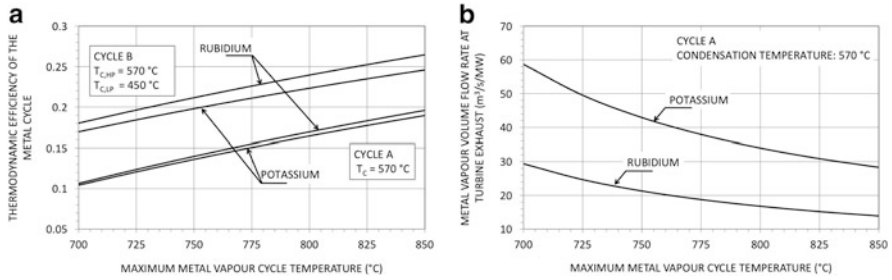 a
THERMODYNAMIC EFFICIENCY OF THE
METAL CYCLE
0.3
0.25
0.2
0.15
0.1
0.05
CYCLE B
T_C,HP = 570 °C
T_C,LP = 450 °C
RUBIDIUM
POTASSIUM
CYCLE A
T_C = 570 °C
700 725 750 775 800 825 850
MAXIMUM METAL VAPOUR CYCLE TEMPERATURE (°C)
b
METAL VAPOUR VOLUME FLOW RATE AT
TURBINE EXHAUST (m³/s/MW)
70
60
50
40
30
20
10
CYCLE A
CONDENSATION TEMPERATURE: 570 °C
POTASSIUM
RUBIDIUM
700 725 750 775 800 825 850
MAXIMUM METAL VAPOUR CYCLE TEMPERATURE (°C)